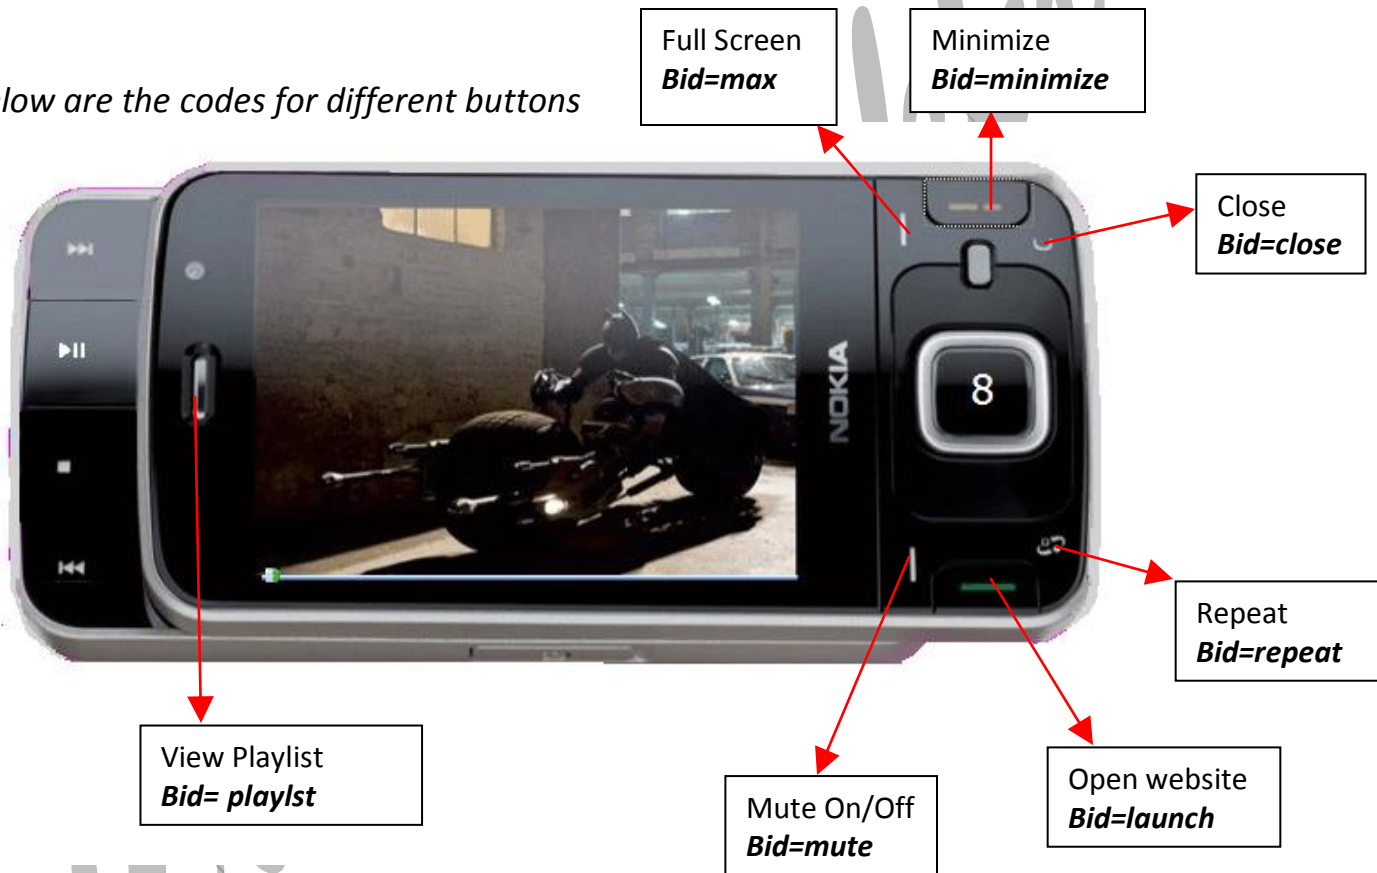 Full Screen
Bid=max
Minimize
Bid=minimize
low are the codes for different buttons
Close
Bid=close
NOKIA
8
Repeat
Bid=repeat
View Playlist
Bid= playlst
Open website
Bid=launch
Mute On/Off
Bid=mute